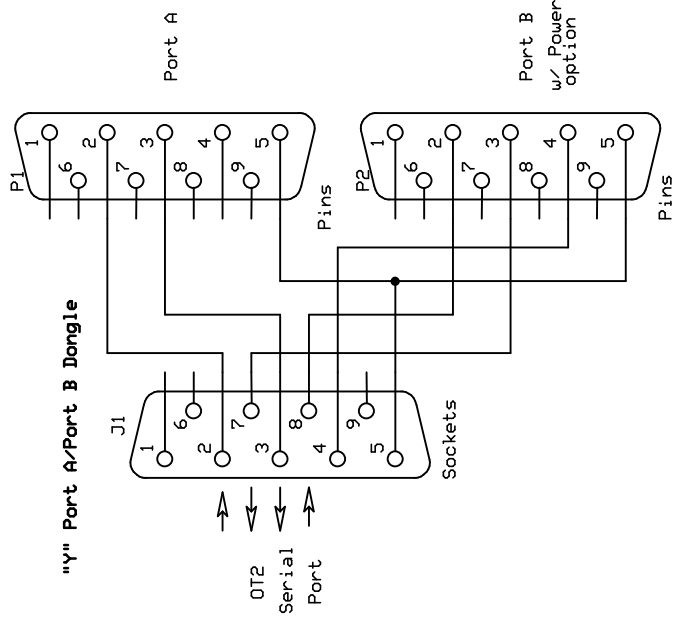 "Y" Port A/Port B Dongle
Port A
Port B
w/ Power
option
P1
1
2
3
4
5
6
7
8
9
Pins
P2
1
2
3
4
5
6
7
8
9
Pins
J1
1
2
3
4
5
6
7
8
9
Sockets
OT2
Serial
Port